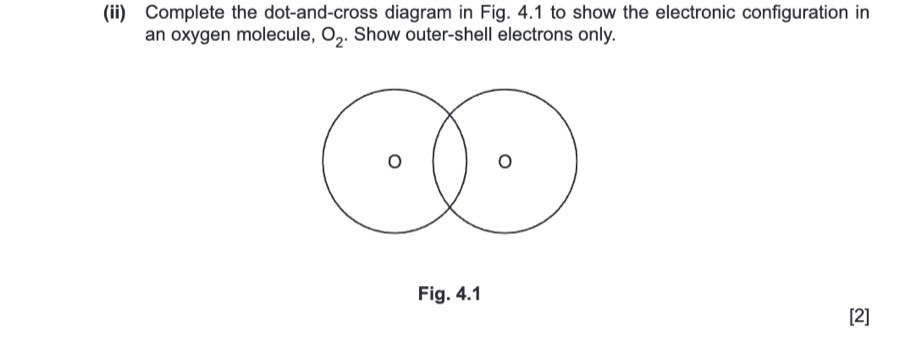 (ii) Complete the dot-and-cross diagram in Fig. 4.1 to show the electronic configuration in
an oxygen molecule, O₂. Show outer-shell electrons only.
O O
Fig. 4.1
[2]